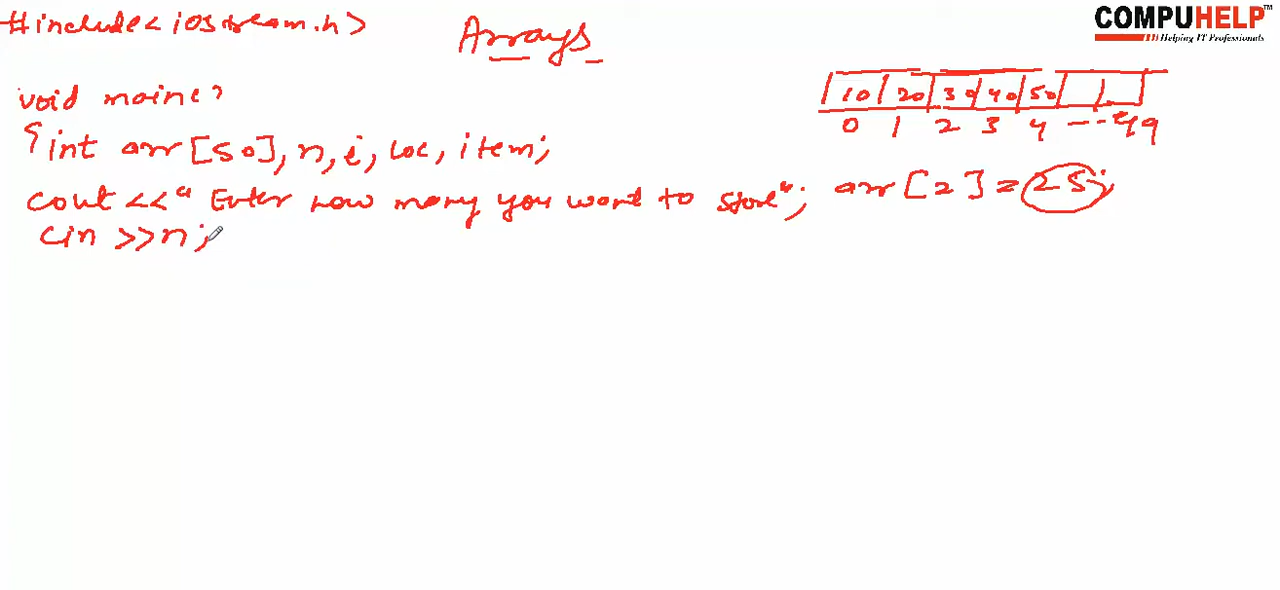 #include<iostream.h>
Arrays
COMPUHELP™
Helping IT Professionals
void main()
10 20 30 40 50
0 1 2 3 4 --- 49
{int arr[50], n, i, loc, item;
cout <<" Enter how many you want to store";
arr[2] = 25;
cin >>n;